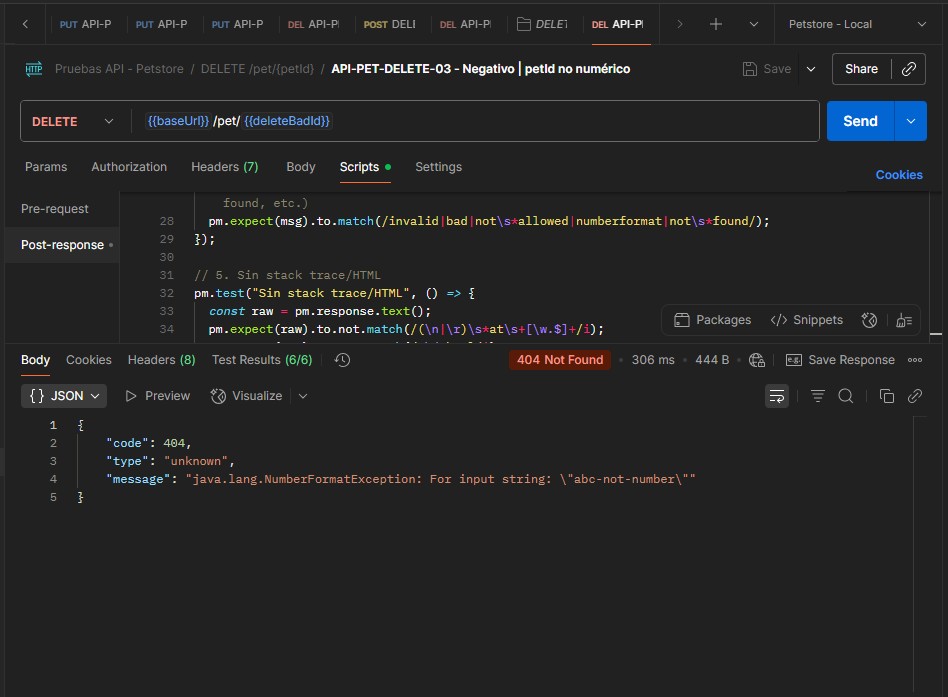 PUT API-P PUT API-P PUT API-P DEL API-P POST DELI DEL API-P DELET DEL API-P Petstore - Local
HTTP Pruebas API - Petstore / DELETE /pet/{petId} / API-PET-DELETE-03 - Negativo | petId no numérico Save Share
DELETE {{baseUrl}} /pet/ {{deleteBadId}} Send
Params Authorization Headers (7) Body Scripts Settings Cookies
Pre-request
Post-response
found, etc.)
28 pm.expect(msg).to.match(/invalid|bad|not\s*allowed|numberformat|not\s*found/);
29 });
30
31 // 5. Sin stack trace/HTML
32 pm.test("Sin stack trace/HTML", () => {
33 const raw = pm.response.text();
34 pm.expect(raw).to.not.match(/(\n|\r)\s*at\s+[\w.$]+/i);
Packages </> Snippets
Body Cookies Headers (8) Test Results (6/6) 404 Not Found 306 ms 444 B e.g. Save Response
{} JSON Preview Visualize
1 {
2 "code": 404,
3 "type": "unknown",
4 "message": "java.lang.NumberFormatException: For input string: \"abc-not-number\""
5 }